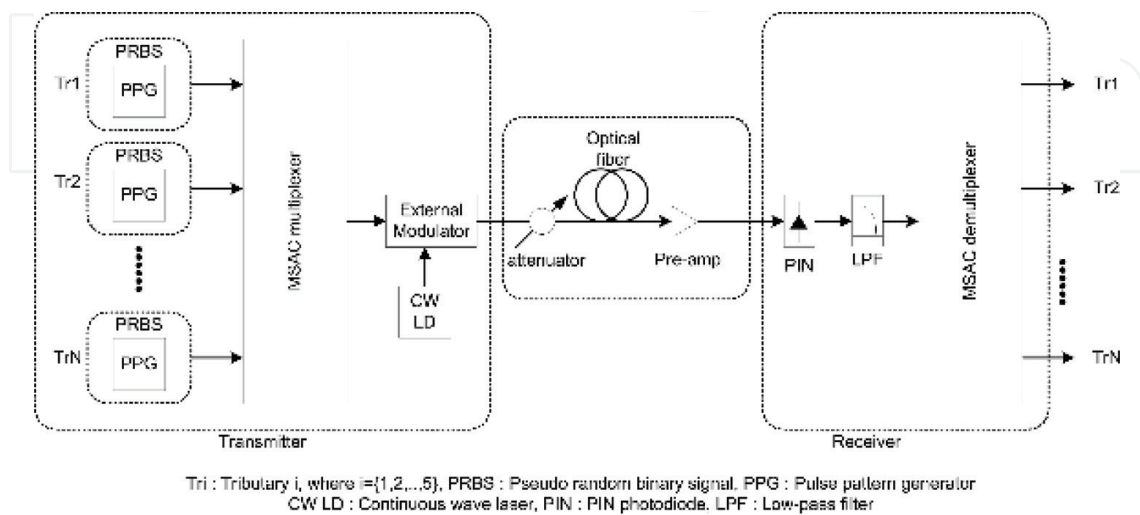 PRBS
Tr1
PPG
PRBS
Tr2
PPG
PRBS
TrN
PPG
MSAC multiplexer
External
Modulator
CW
LD
Transmitter
Optical
fiber
attenuator
Pre-amp
PIN
LPF
MSAC demultiplexer
Receiver
Tr1
Tr2
TrN
Tri : Tributary i, where i={1,2,..,5}, PRBS : Pseudo random binary signal, PPG : Pulse pattern generator
CW LD : Continuous wave laser, PIN : PIN photodiode, LPF : Low-pass filter